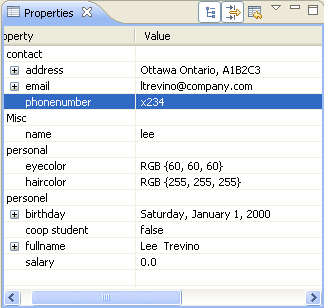 Properties
operty Value
contact
address Ottawa Ontario, A1B2C3
email ltrevino@company.com
phonenumber x234
Misc
name lee
personal
eyecolor RGB {60, 60, 60}
haircolor RGB {255, 255, 255}
personel
birthday Saturday, January 1, 2000
coop student false
fullname Lee Trevino
salary 0.0